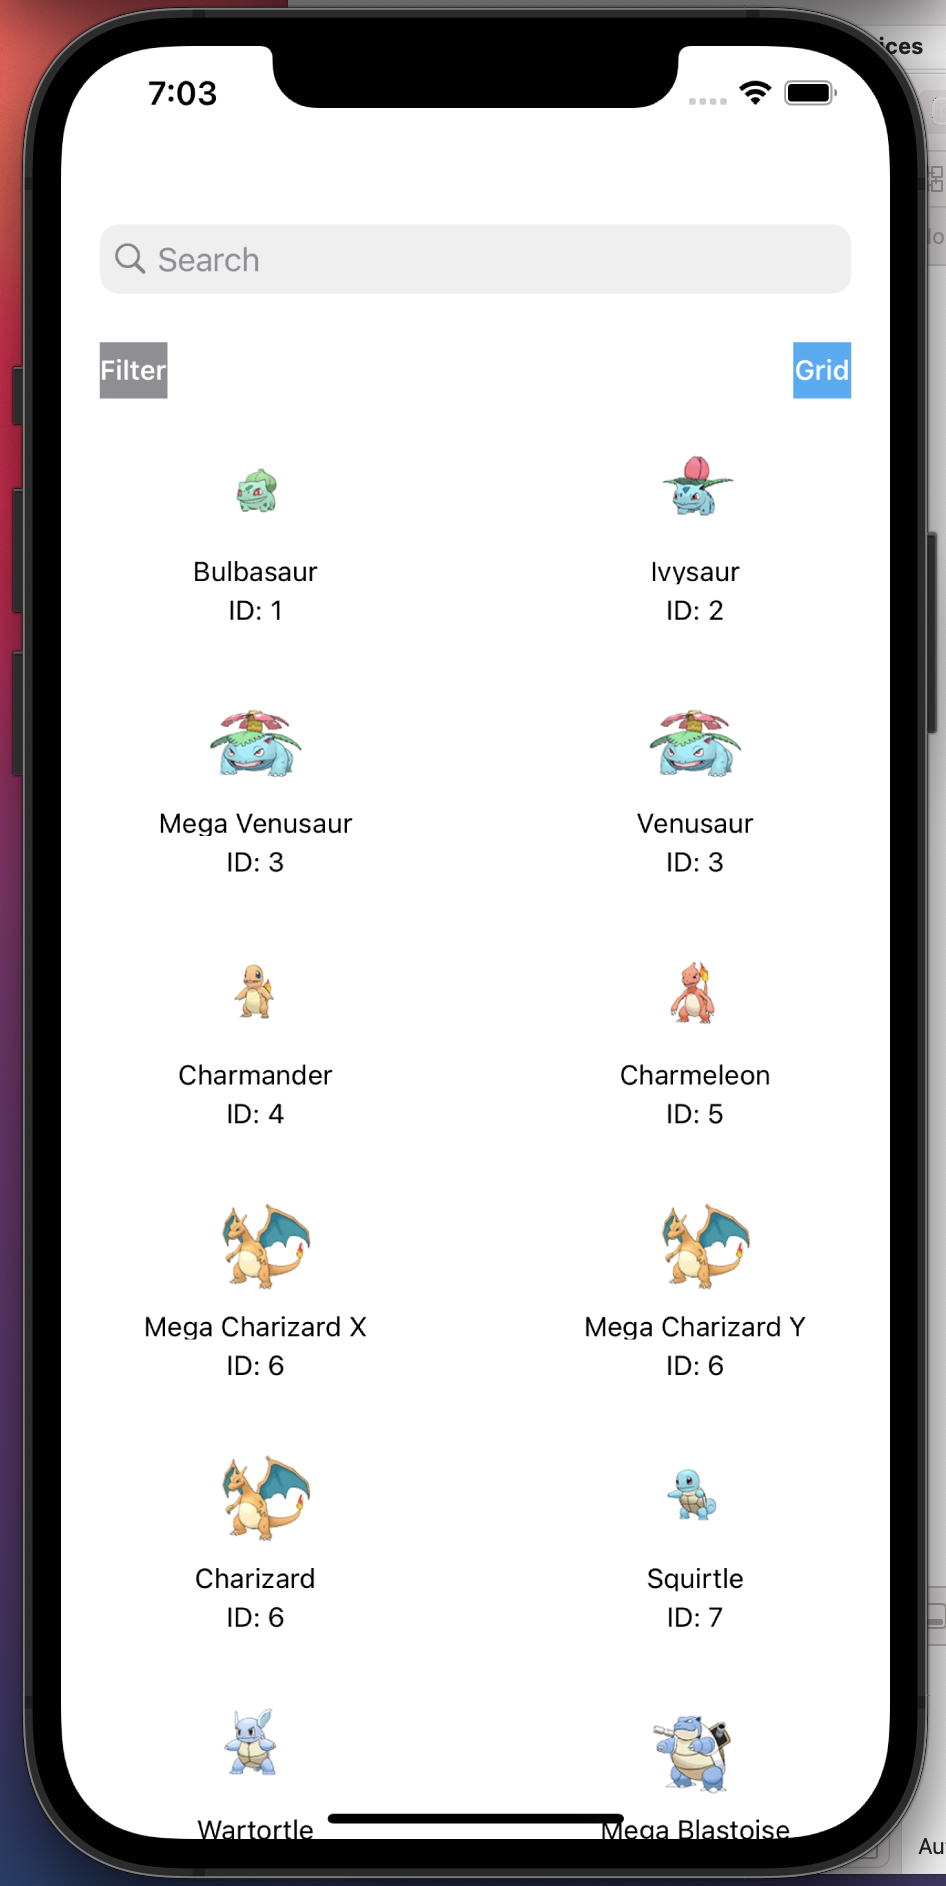 ices
7:03
Search
Filter
Grid
Bulbasaur
ID: 1
Ivysaur
ID: 2
Mega Venusaur
ID: 3
Venusaur
ID: 3
Charmander
ID: 4
Charmeleon
ID: 5
Mega Charizard X
ID: 6
Mega Charizard Y
ID: 6
Charizard
ID: 6
Squirtle
ID: 7
Wartortle
Mega Blastoise
Au